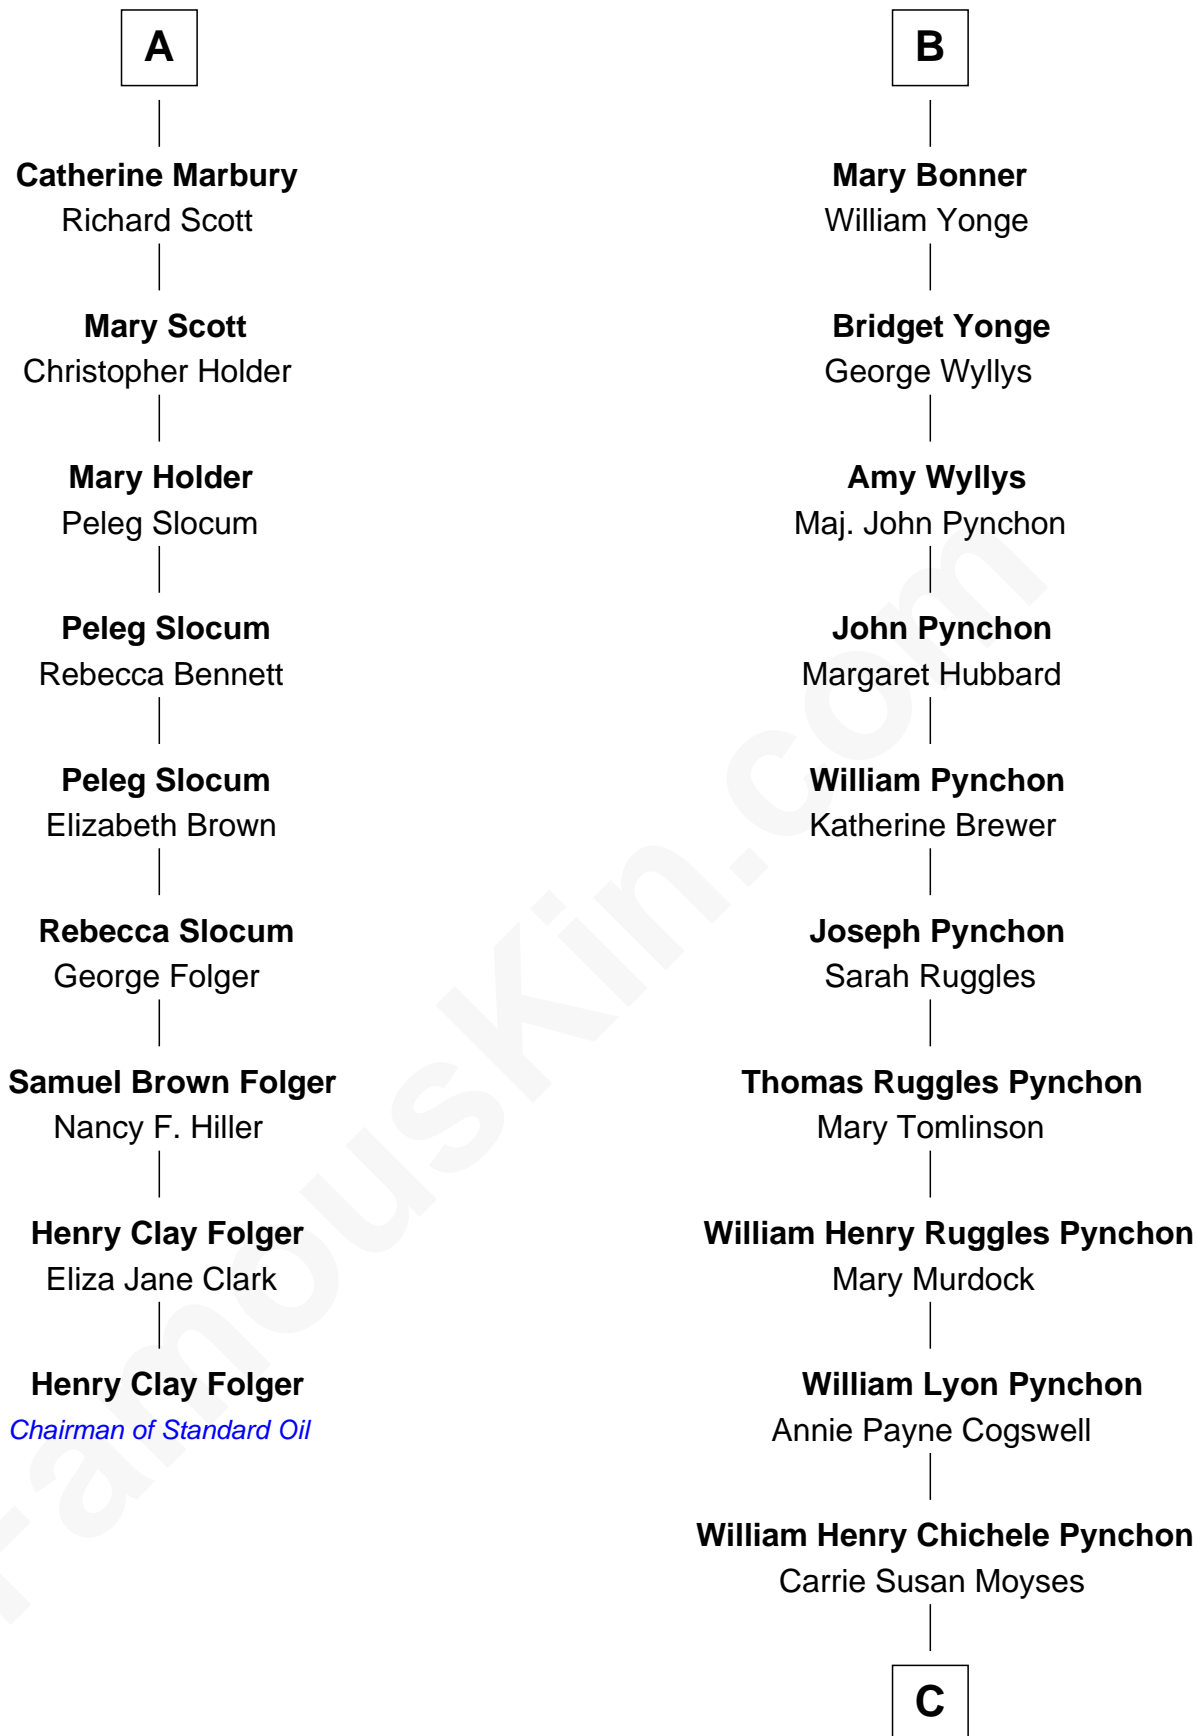 A
Catherine Marbury
Richard Scott
Mary Scott
Christopher Holder
Mary Holder
Peleg Slocum
Peleg Slocum
Rebecca Bennett
Peleg Slocum
Elizabeth Brown
Rebecca Slocum
George Folger
Samuel Brown Folger
Nancy F. Hiller
Henry Clay Folger
Eliza Jane Clark
Henry Clay Folger
Chairman of Standard Oil
B
Mary Bonner
William Yonge
Bridget Yonge
George Wyllys
Amy Wyllys
Maj. John Pynchon
John Pynchon
Margaret Hubbard
William Pynchon
Katherine Brewer
Joseph Pynchon
Sarah Ruggles
Thomas Ruggles Pynchon
Mary Tomlinson
William Henry Ruggles Pynchon
Mary Murdock
William Lyon Pynchon
Annie Payne Cogswell
William Henry Chichele Pynchon
Carrie Susan Moyses
C
FamousKin.com